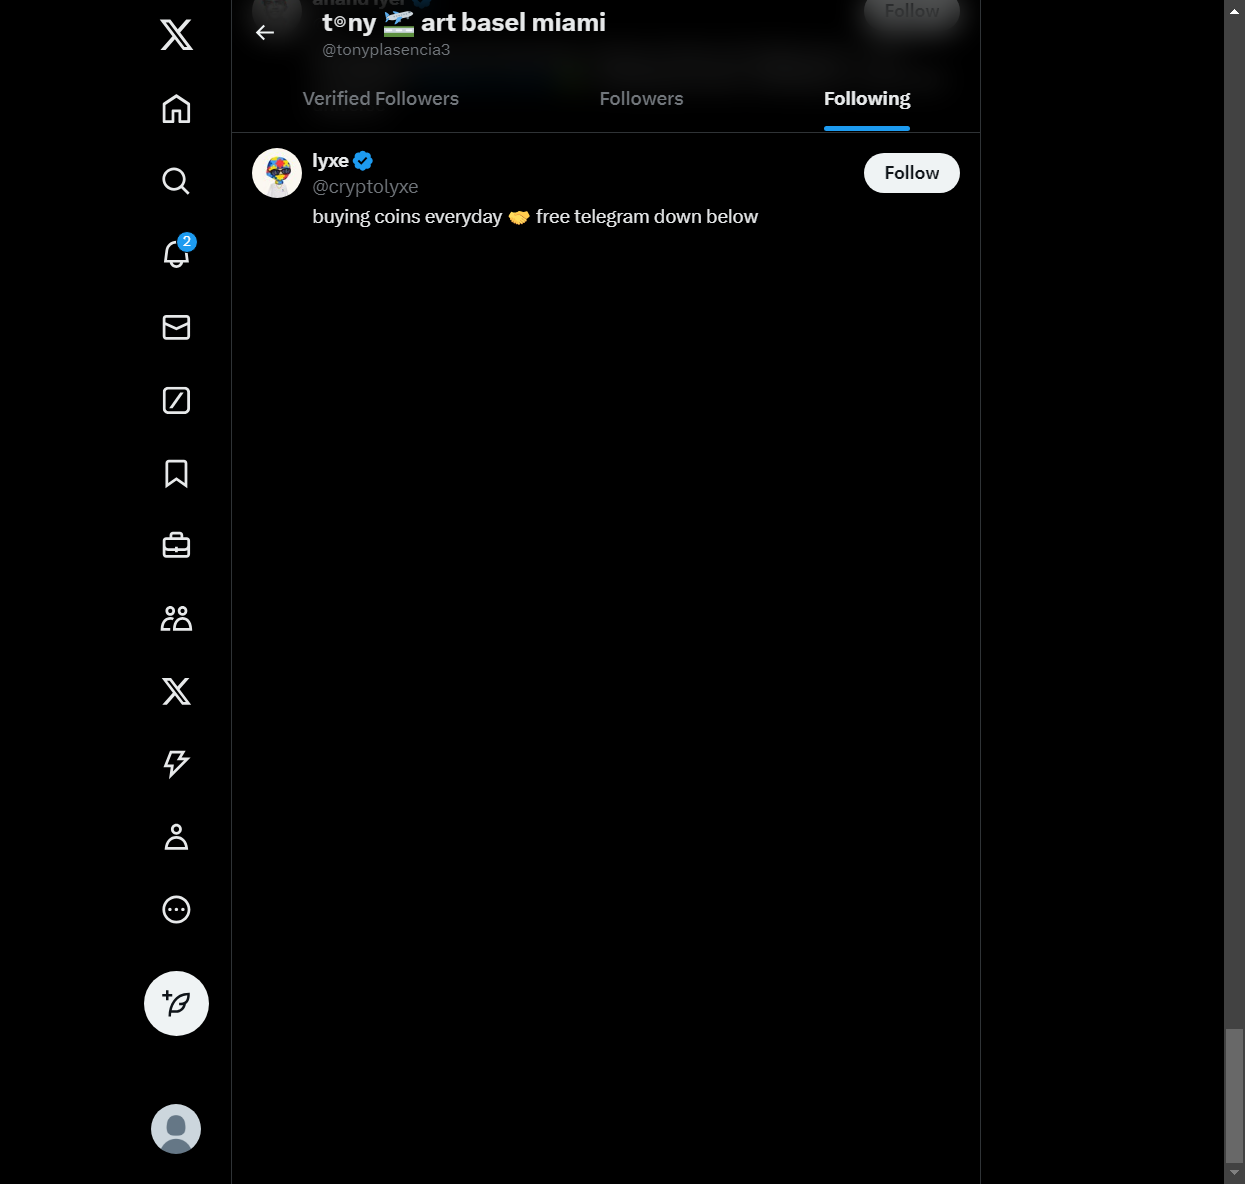 anand iyer
Follow
t⌾ny 🛫 art basel miami
@tonyplasencia3
Verified Followers
Followers
Following
lyxe
Follow
@cryptolyxe
buying coins everyday 🤝 free telegram down below
2